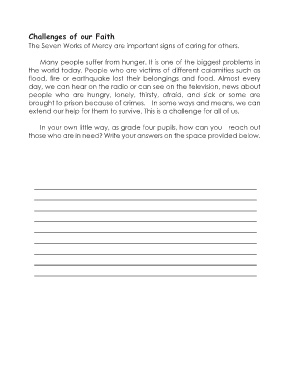 Challenges of our Faith
The Seven Works of Mercy are important signs of caring for others.
Many people suffer from hunger. It is one of the biggest problems in
the world today. People who are victims of different calamities such as
flood, fire or earthquake lost their belongings and food. Almost every
day, we can hear on the radio or can see on the television, news about
people who are hungry, lonely, thirsty, afraid, and sick or some are
brought to prison because of crimes. In some ways and means, we can
extend our help for them to survive. This is a challenge for all of us.
In your own little way, as grade four pupils, how can you reach out
those who are in need? Write your answers on the space provided below.